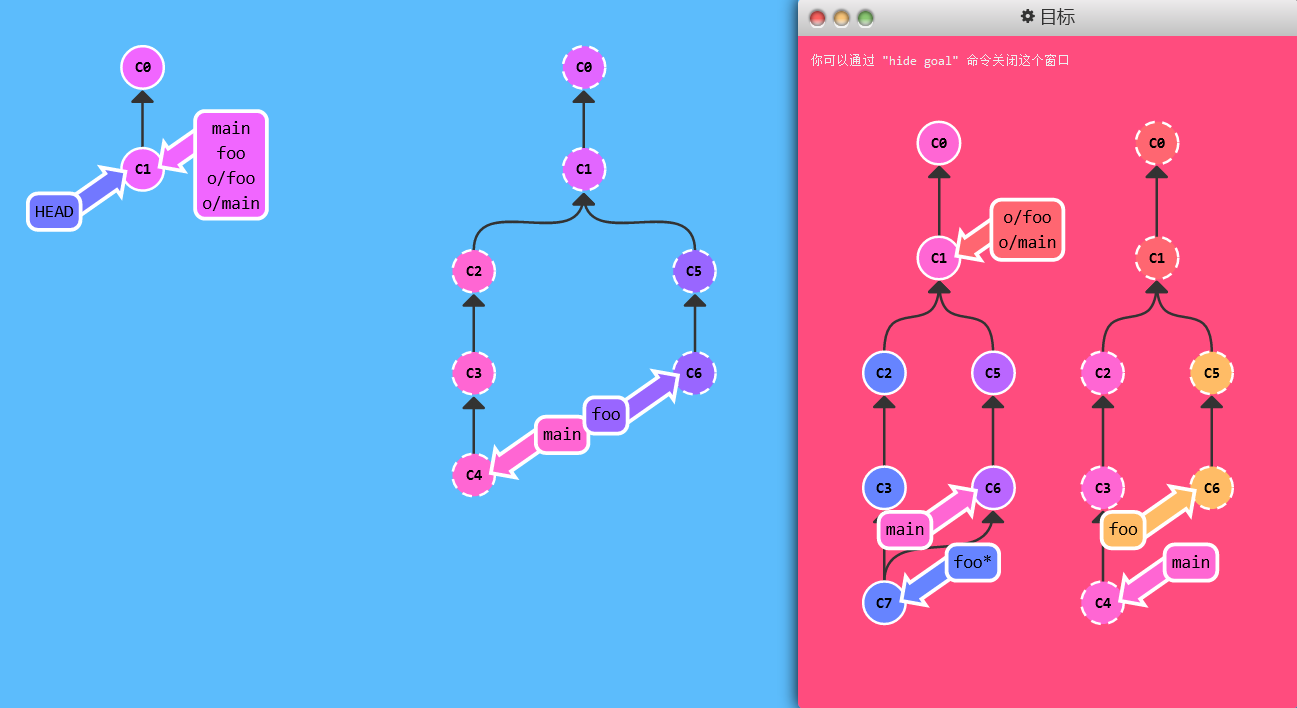 C0
C1
main
foo
o/foo
o/main
HEAD
C0
C1
C2
C5
C3
C6
foo
main
C4
目标
你可以通过 "hide goal" 命令关闭这个窗口
C0
C1
o/foo
o/main
C2
C5
C3
C6
main
foo*
C7
C0
C1
C2
C5
C3
C6
foo
main
C4